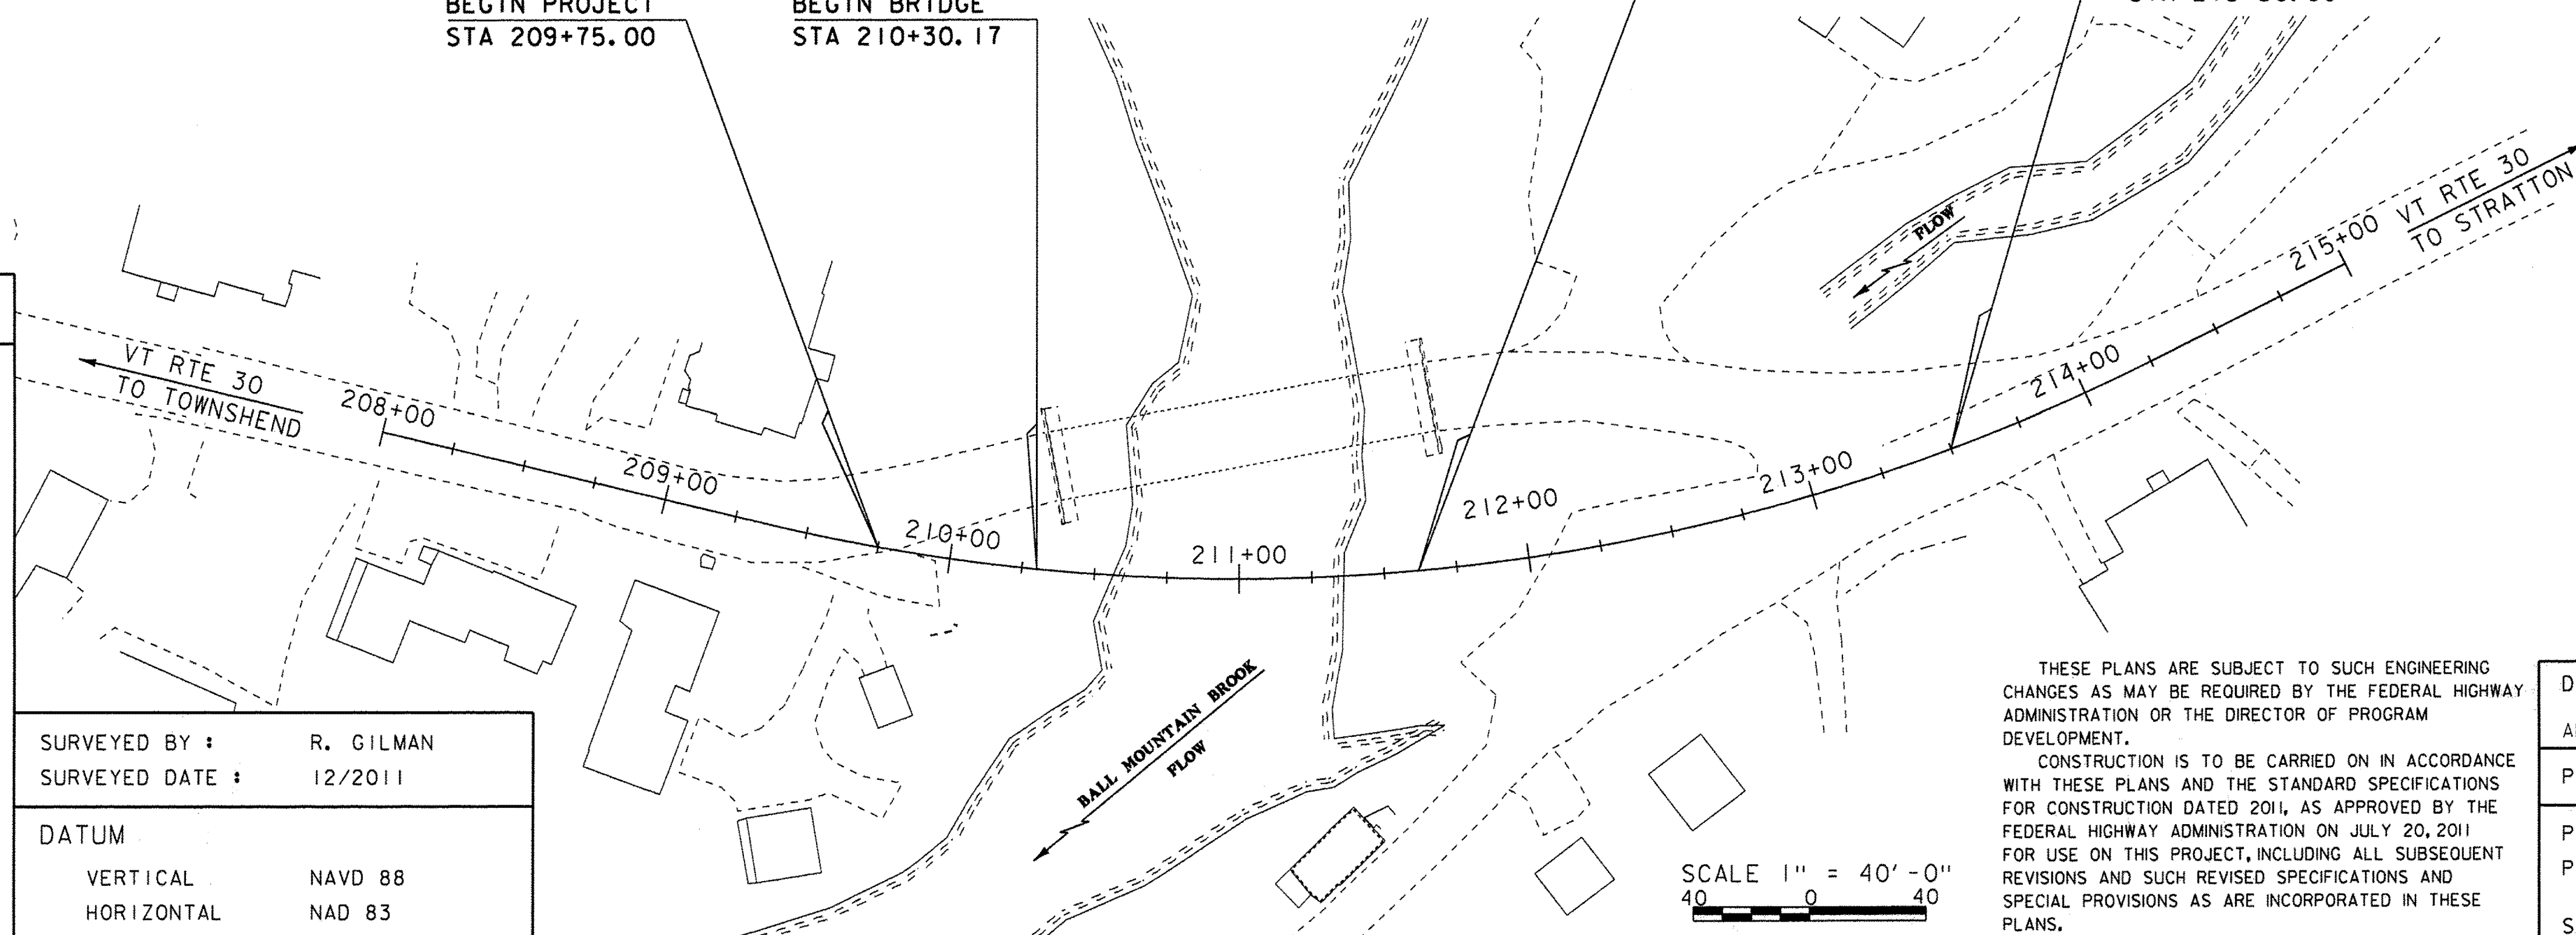 BEGIN PROJECT
STA 209+75.00
BEGIN BRIDGE
STA 210+30.17
VT RTE 30
TO TOWNSHEND
208+00
209+00
210+00
211+00
212+00
213+00
214+00
215+00
VT RTE 30
TO STRATTON
FLOW
BALL MOUNTAIN BROOK
FLOW
SURVEYED BY : R. GILMAN
SURVEYED DATE : 12/2011
DATUM
VERTICAL NAVD 88
HORIZONTAL NAD 83
SCALE 1" = 40'-0"
40 0 40
THESE PLANS ARE SUBJECT TO SUCH ENGINEERING
CHANGES AS MAY BE REQUIRED BY THE FEDERAL HIGHWAY
ADMINISTRATION OR THE DIRECTOR OF PROGRAM
DEVELOPMENT.
CONSTRUCTION IS TO BE CARRIED ON IN ACCORDANCE
WITH THESE PLANS AND THE STANDARD SPECIFICATIONS
FOR CONSTRUCTION DATED 2011, AS APPROVED BY THE
FEDERAL HIGHWAY ADMINISTRATION ON JULY 20, 2011
FOR USE ON THIS PROJECT, INCLUDING ALL SUBSEQUENT
REVISIONS AND SUCH REVISED SPECIFICATIONS AND
SPECIAL PROVISIONS AS ARE INCORPORATED IN THESE
PLANS.